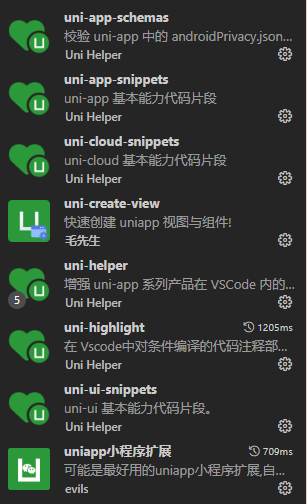 uni-app-schemas
校验 uni-app 中的 androidPrivacy.json...
Uni Helper
uni-app-snippets
uni-app 基本能力代码片段
Uni Helper
uni-cloud-snippets
uni-cloud 基本能力代码片段
Uni Helper
uni-create-view
快速创建 uniapp 视图与组件!
毛先生
uni-helper
增强 uni-app 系列产品在 VSCode 内的...
5
Uni Helper
uni-highlight 1205ms
在 Vscode中对条件编译的代码注释部...
Uni Helper
uni-ui-snippets
uni-ui 基本能力代码片段。
Uni Helper
uniapp小程序扩展 709ms
可能是最好用的uniapp小程序扩展,自...
evils